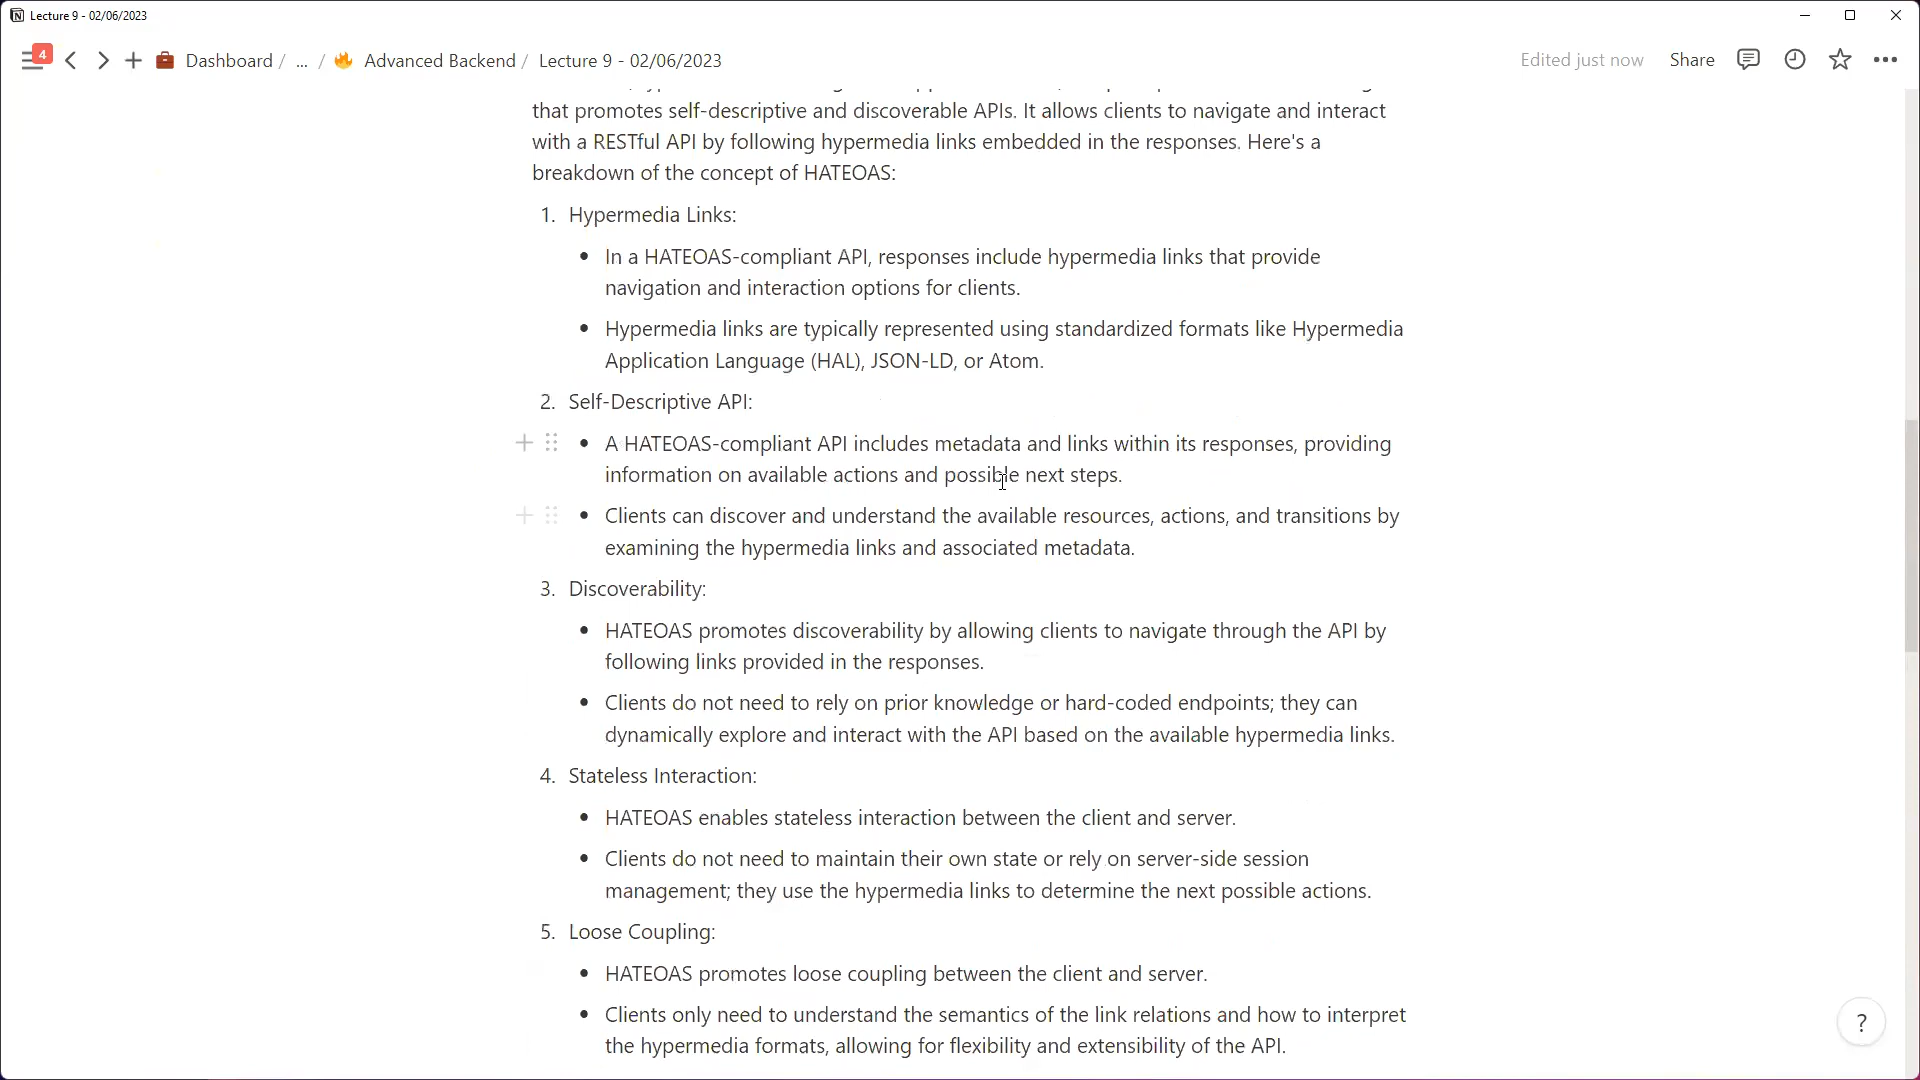 Lecture 9 - 02/06/2023
4
Dashboard / ... / Advanced Backend / Lecture 9 - 02/06/2023
Edited just now
Share
that promotes self-descriptive and discoverable APIs. It allows clients to navigate and interact
with a RESTful API by following hypermedia links embedded in the responses. Here's a
breakdown of the concept of HATEOAS:
1. Hypermedia Links:
• In a HATEOAS-compliant API, responses include hypermedia links that provide
navigation and interaction options for clients.
• Hypermedia links are typically represented using standardized formats like Hypermedia
Application Language (HAL), JSON-LD, or Atom.
2. Self-Descriptive API:
• A HATEOAS-compliant API includes metadata and links within its responses, providing
information on available actions and possible next steps.
• Clients can discover and understand the available resources, actions, and transitions by
examining the hypermedia links and associated metadata.
3. Discoverability:
• HATEOAS promotes discoverability by allowing clients to navigate through the API by
following links provided in the responses.
• Clients do not need to rely on prior knowledge or hard-coded endpoints; they can
dynamically explore and interact with the API based on the available hypermedia links.
4. Stateless Interaction:
• HATEOAS enables stateless interaction between the client and server.
• Clients do not need to maintain their own state or rely on server-side session
management; they use the hypermedia links to determine the next possible actions.
5. Loose Coupling:
• HATEOAS promotes loose coupling between the client and server.
• Clients only need to understand the semantics of the link relations and how to interpret
the hypermedia formats, allowing for flexibility and extensibility of the API.
?